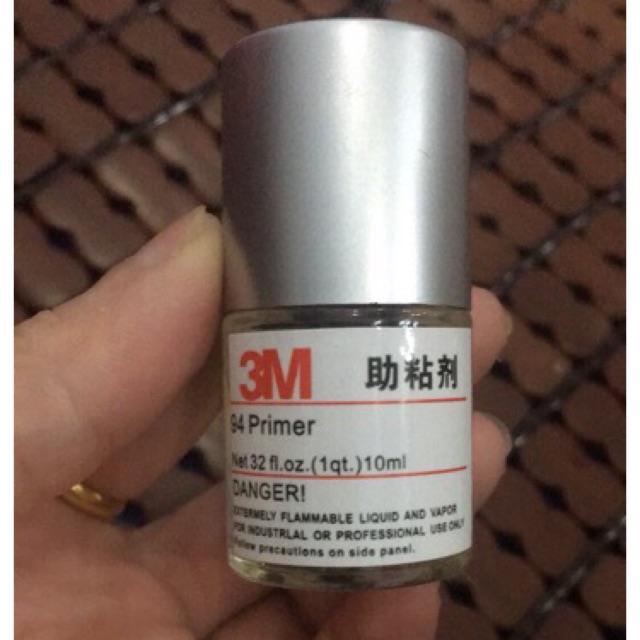 3M 助粘剂
94 Primer
Net 32 fl.oz.(1qt.)10ml
DANGER!
EXTERMELY FLAMMABLE LIQUID AND VAPOR
FOR INDUSTRLAL OR PROFESSIONAL USE ONLY
Follow precautions on side panel.